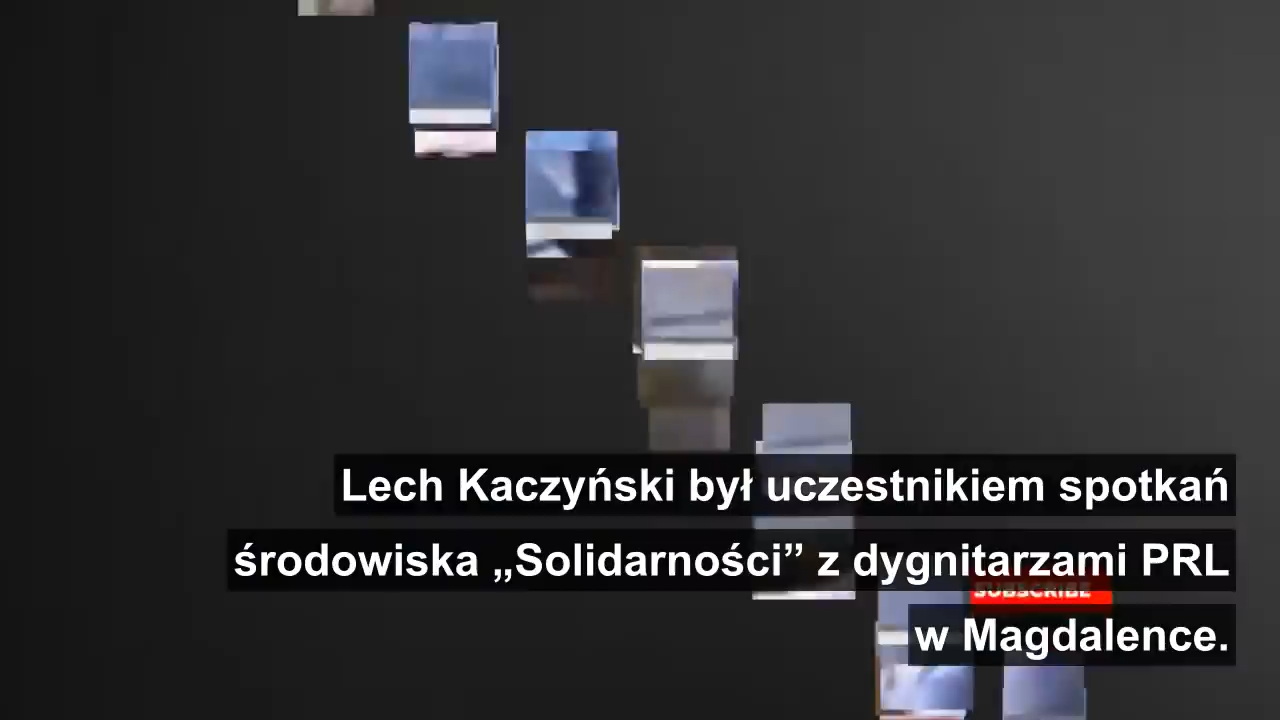 Lech Kaczyński był uczestnikiem spotkań
środowiska „Solidarności” z dygnitarzami PRL
SUBSCRIBE
w Magdalence.